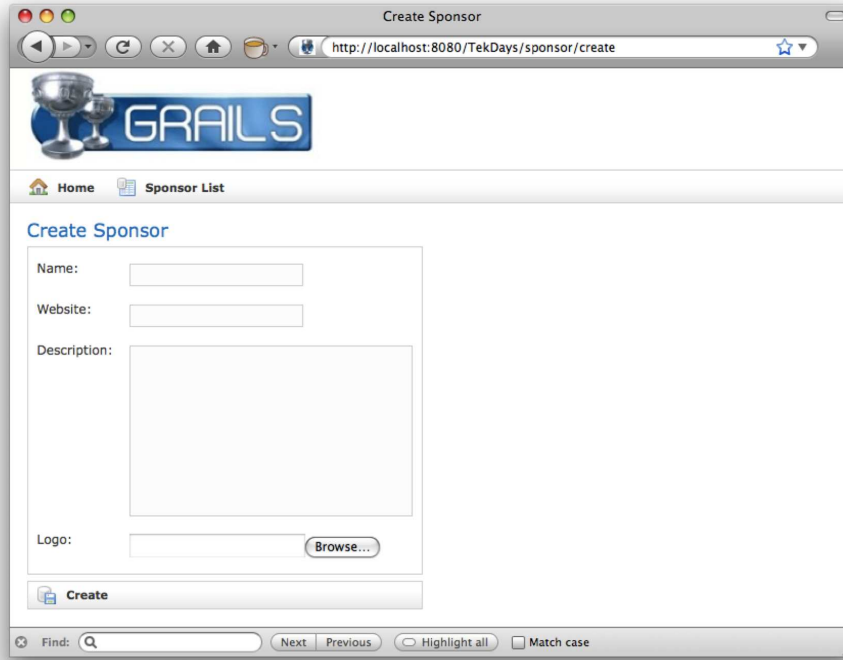 Create Sponsor
http://localhost:8080/TekDays/sponsor/create
GRAILS
Home Sponsor List
Create Sponsor
Name:
Website:
Description:
Logo: Browse...
Create
Find: Next Previous Highlight all Match case